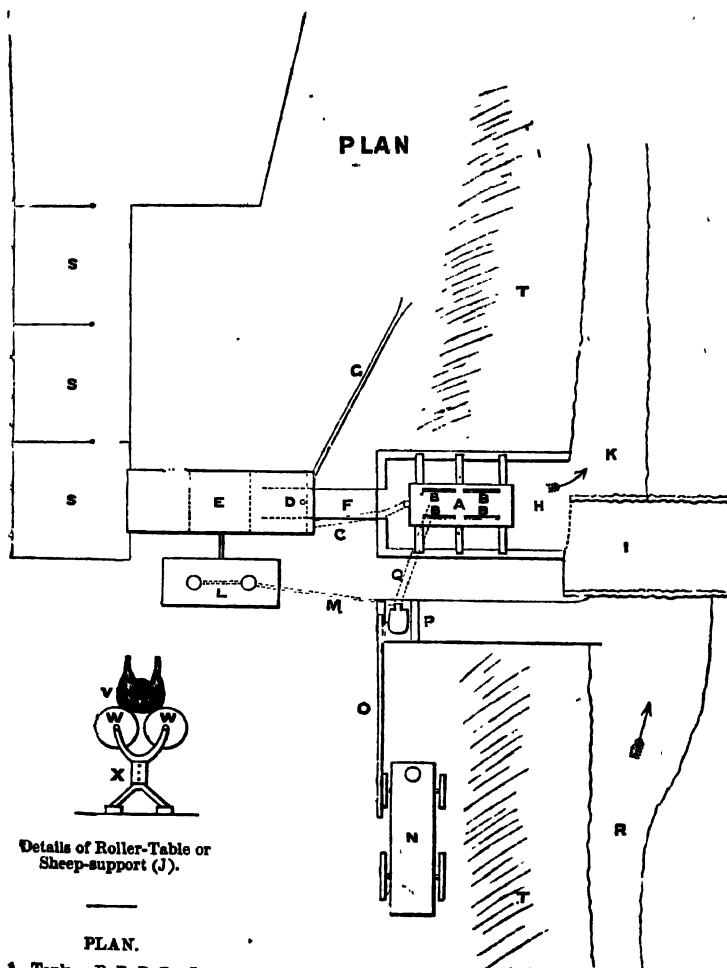 PLAN
S
T
S
G
K
S
E
D
F
B
B
A
B
B
H
C
I
L
Q
M
P
V
W
W
O
X
N
R
Details of Roller-Table or
Sheep-support (J).
T
PLAN.